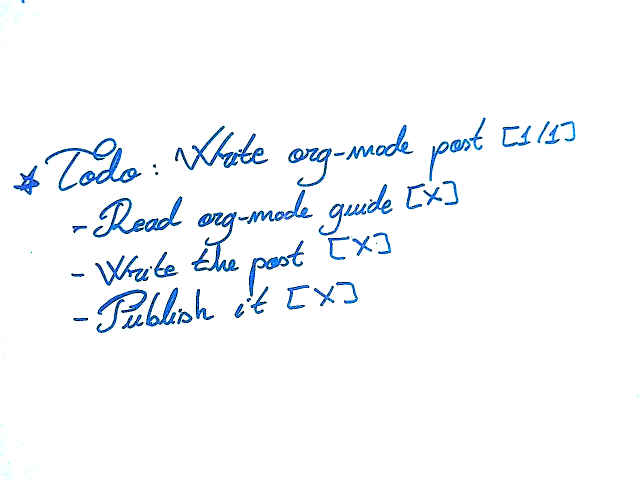 * Todo: Write org-mode post [1/1]
- Read org-mode guide [X]
- Write the post [X]
- Publish it [X]